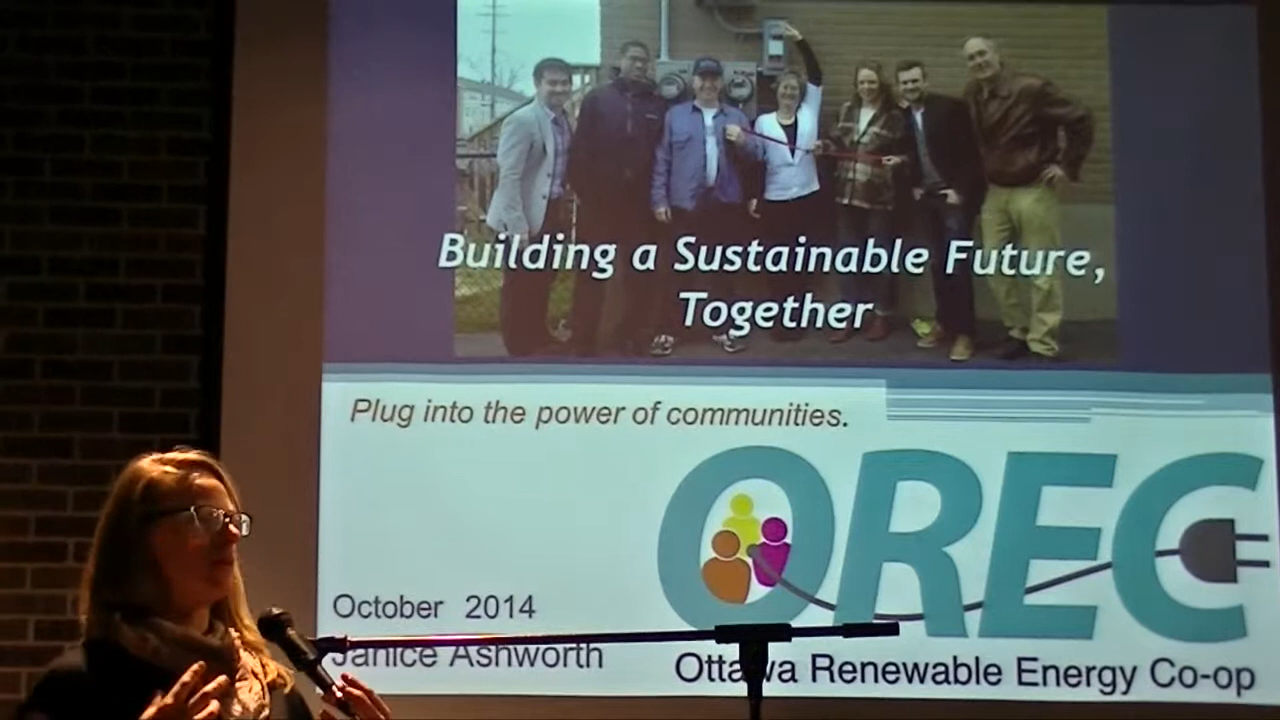 Building a Sustainable Future,
Together
Plug into the power of communities.
OREC
October 2014
Janice Ashworth
Ottawa Renewable Energy Co-op